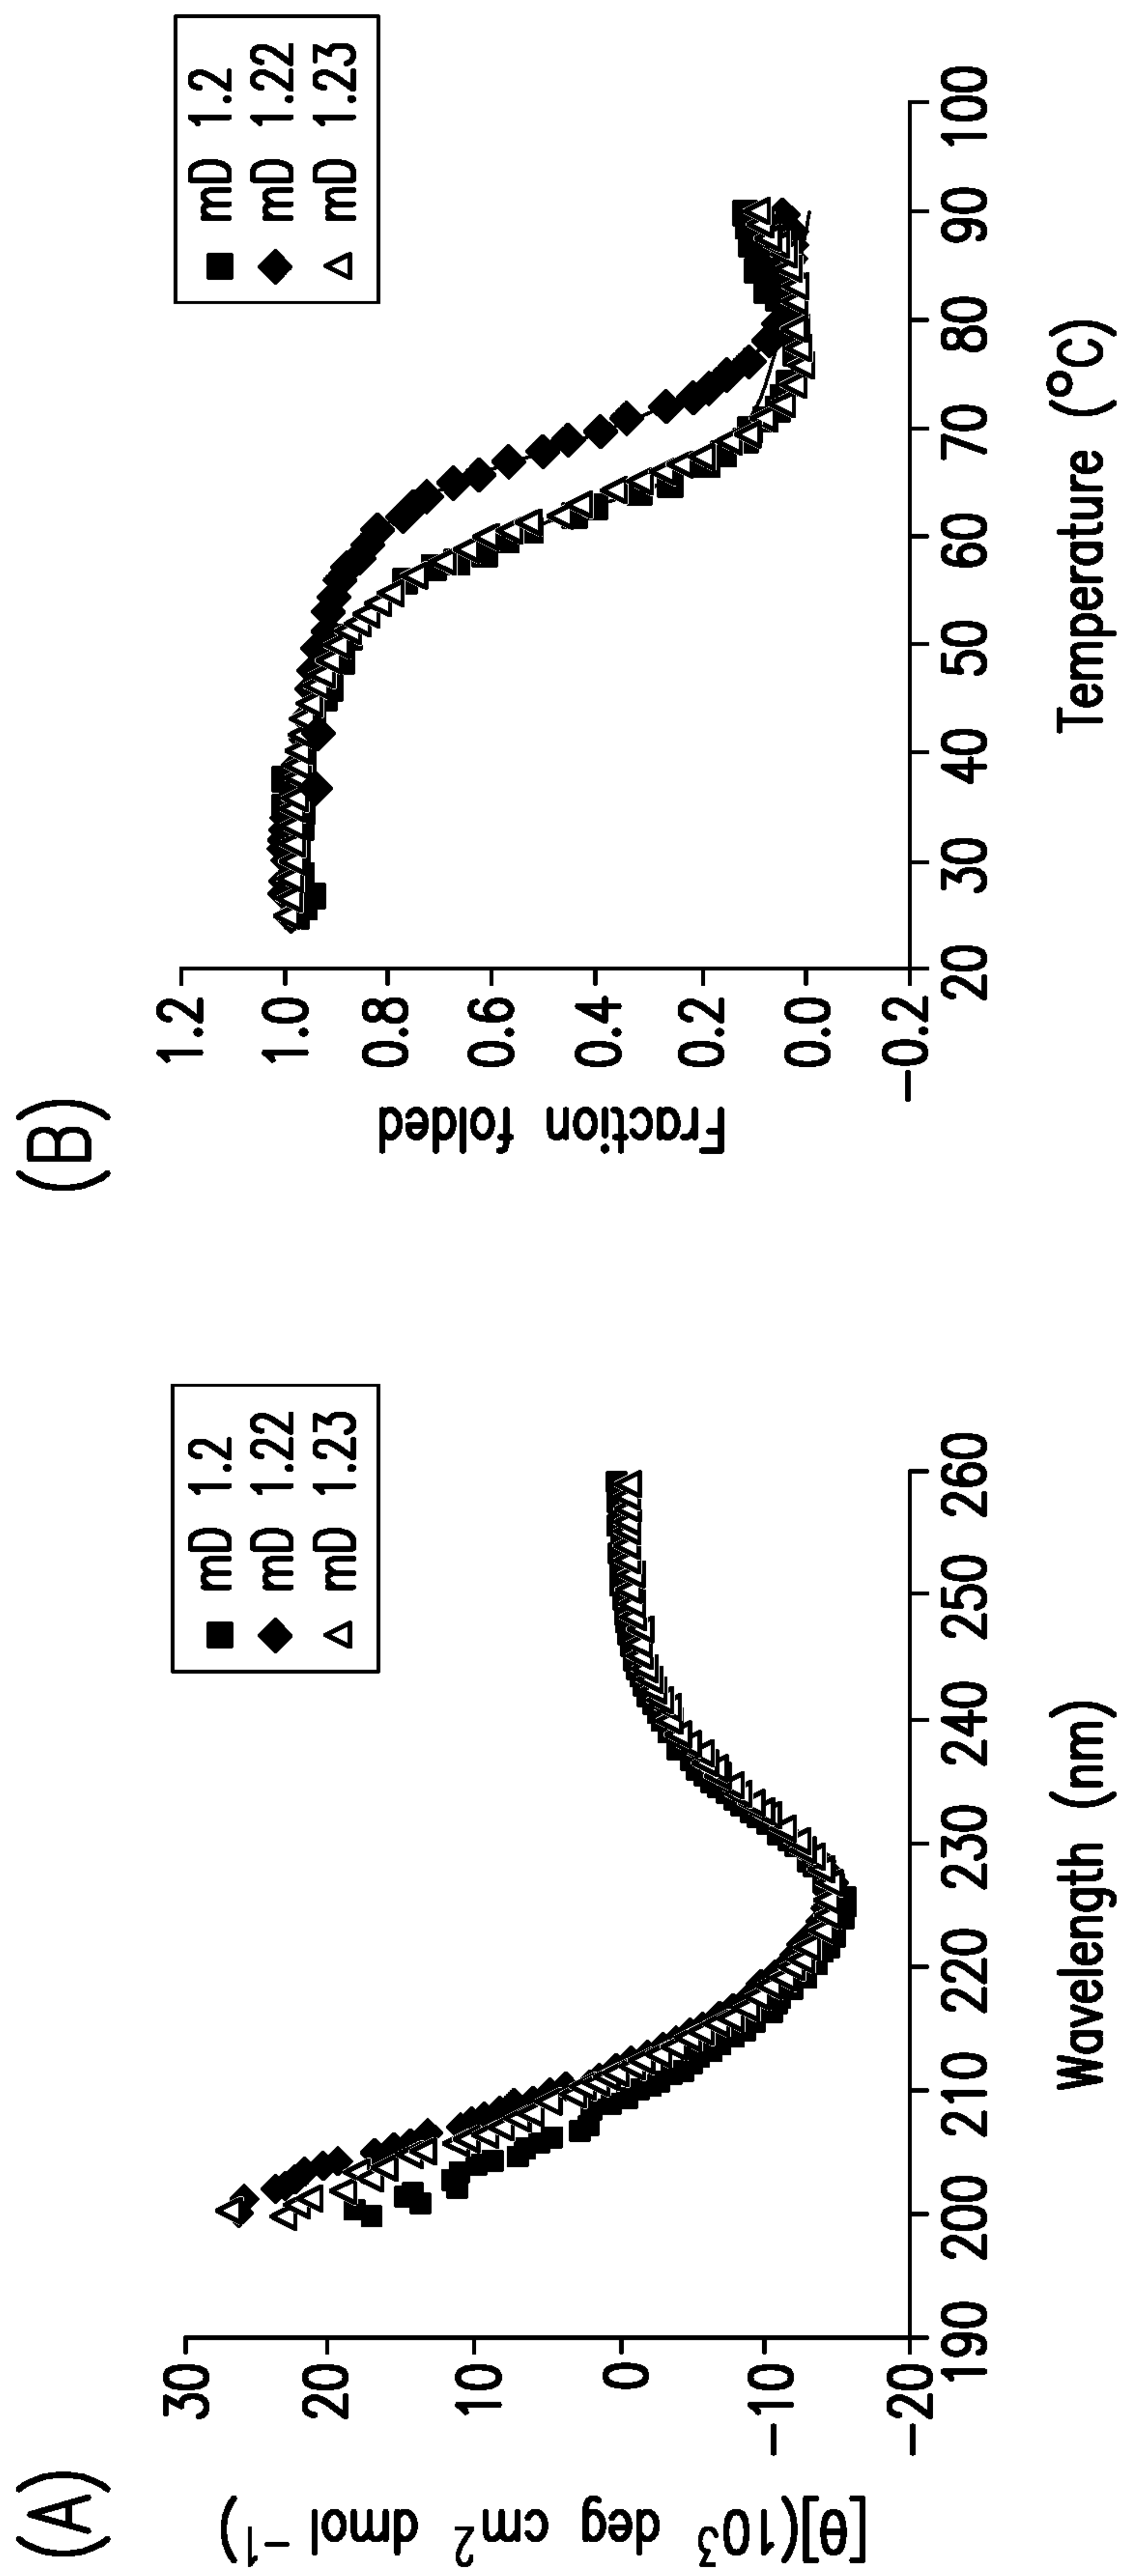 (A)
[θ](10³ deg cm² dmol⁻¹)
30
20
10
0
−10
−20
190 200 210 220 230 240 250 260
Wavelength (nm)
mD 1.2
mD 1.22
mD 1.23
(B)
Fraction folded
1.2
1.0
0.8
0.6
0.4
0.2
0.0
−0.2
20 30 40 50 60 70 80 90 100
Temperature (°C)
mD 1.2
mD 1.22
mD 1.23